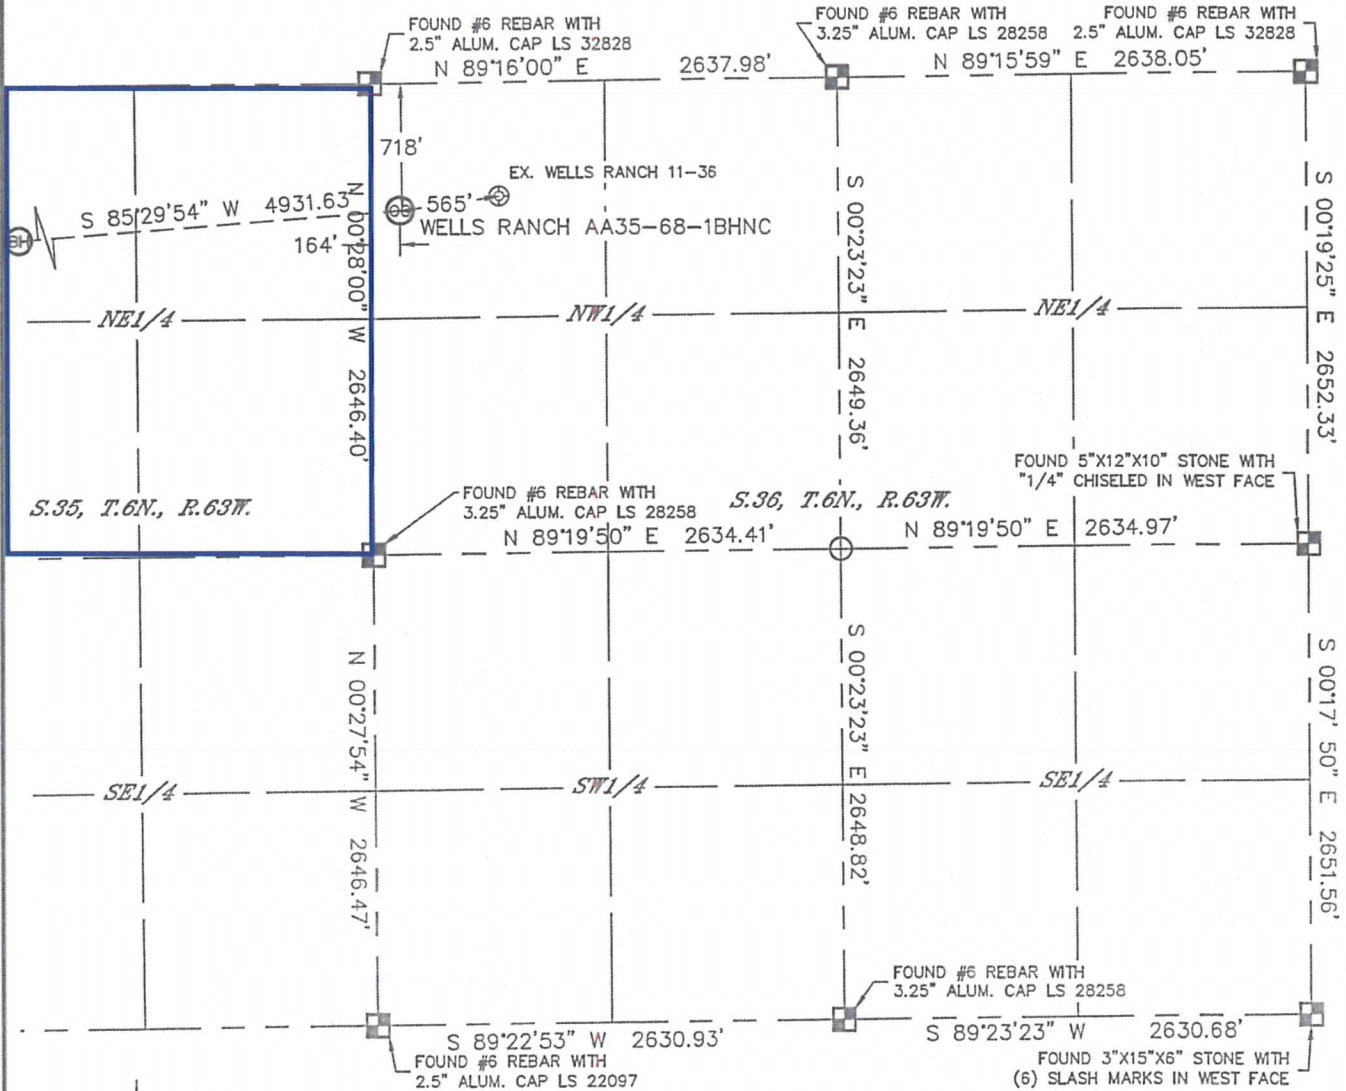 FOUND #6 REBAR WITH
2.5" ALUM. CAP LS 32828
FOUND #6 REBAR WITH
3.25" ALUM. CAP LS 28258
FOUND #6 REBAR WITH
2.5" ALUM. CAP LS 32828
N 89°16'00" E 2637.98'
N 89°15'59" E 2638.05'
718'
EX. WELLS RANCH 11-36
565'
WELLS RANCH AA35-68-1BHNC
S 85°29'54" W 4931.63'
164'
BH
N 00°28'00" W 2646.40'
S 00°23'23" E 2649.36'
S 00°19'25" E 2652.33'
NE1/4
NW1/4
NE1/4
FOUND 5"X12"X10" STONE WITH
"1/4" CHISELED IN WEST FACE
S.35, T.6N., R.63W.
FOUND #6 REBAR WITH
3.25" ALUM. CAP LS 28258
S.36, T.6N., R.63W.
N 89°19'50" E 2634.41'
N 89°19'50" E 2634.97'
N 00°27'54" W 2646.47'
S 00°23'23" E 2648.82'
S 00°17' 50" E 2651.56'
SE1/4
SW1/4
SE1/4
FOUND #6 REBAR WITH
3.25" ALUM. CAP LS 28258
S 89°22'53" W 2630.93'
S 89°23'23" W 2630.68'
FOUND #6 REBAR WITH
2.5" ALUM. CAP LS 22097
FOUND 3"X15"X6" STONE WITH
(6) SLASH MARKS IN WEST FACE